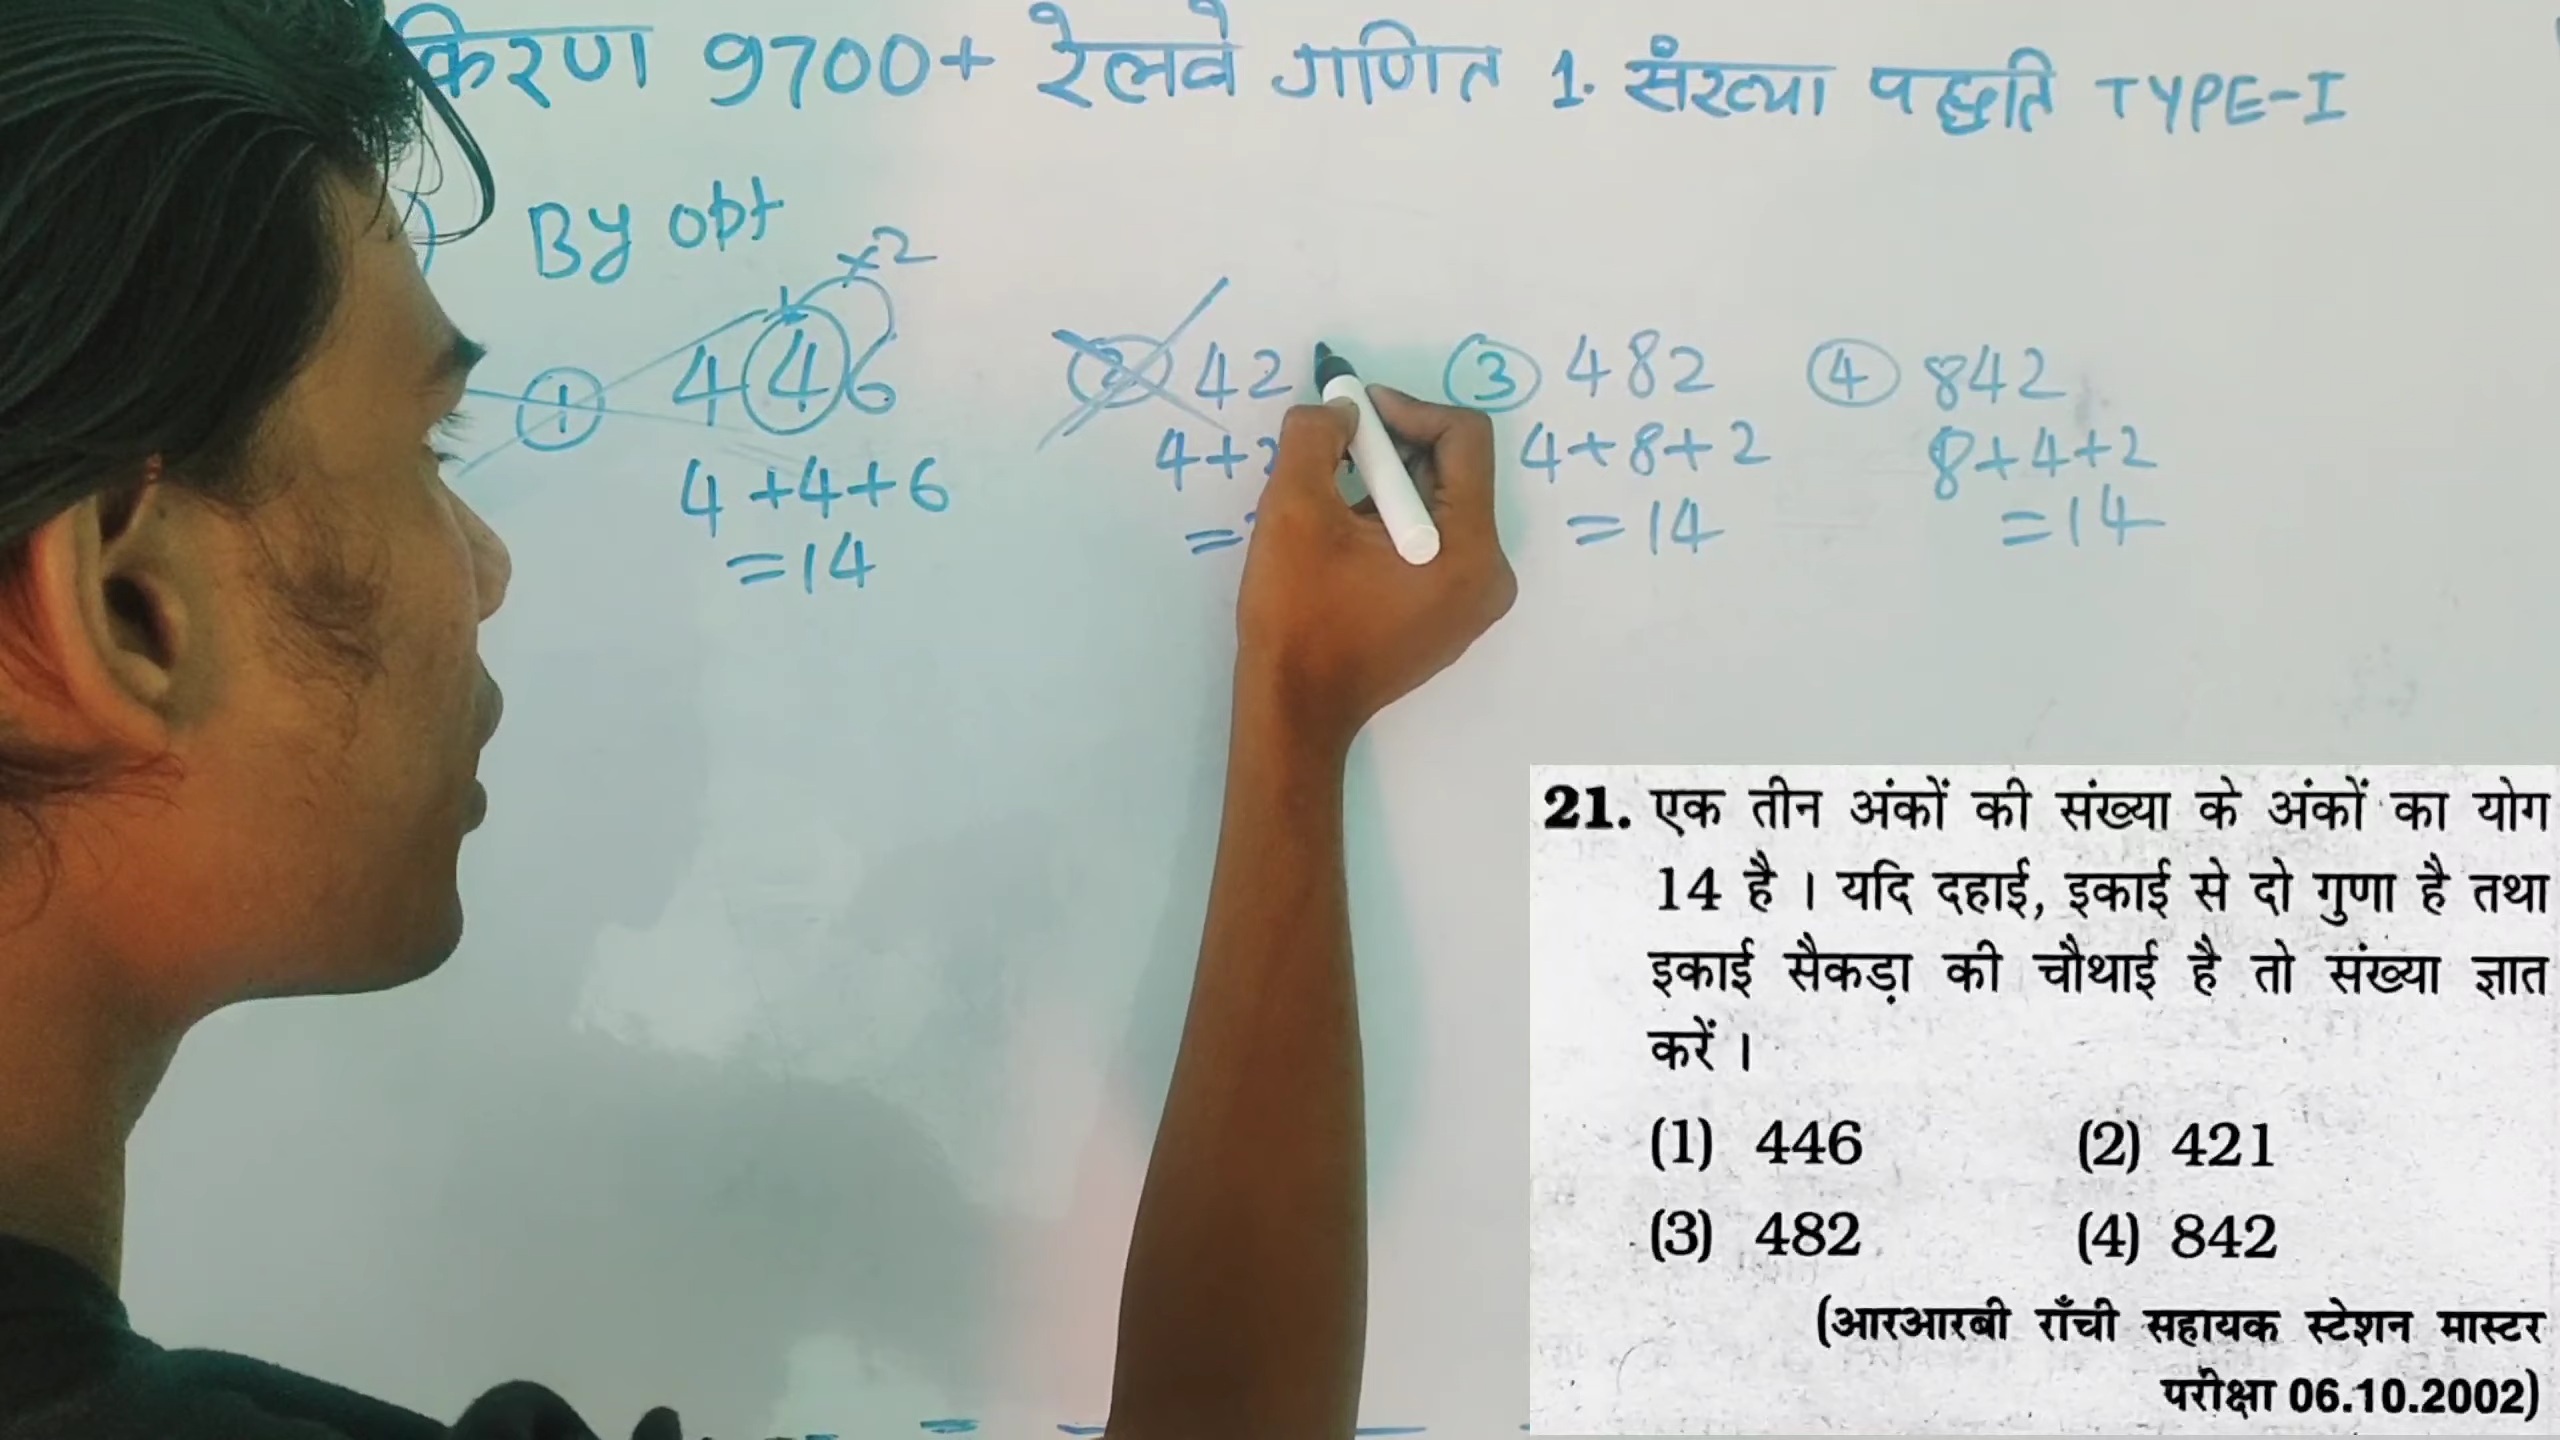 किरण 9700+ रेलवे गणित 1. संख्या पद्धति TYPE-I
By opt
×2
① 446 ② 42 ③ 482 ④ 842
4+4+6 4+2 4+8+2 8+4+2
=14 = =14 =14
21. एक तीन अंकों की संख्या के अंकों का योग
14 है । यदि दहाई, इकाई से दो गुणा है तथा
इकाई सैकड़ा की चौथाई है तो संख्या ज्ञात
करें ।
(1) 446 (2) 421
(3) 482 (4) 842
(आरआरबी राँची सहायक स्टेशन मास्टर
परीक्षा 06.10.2002)